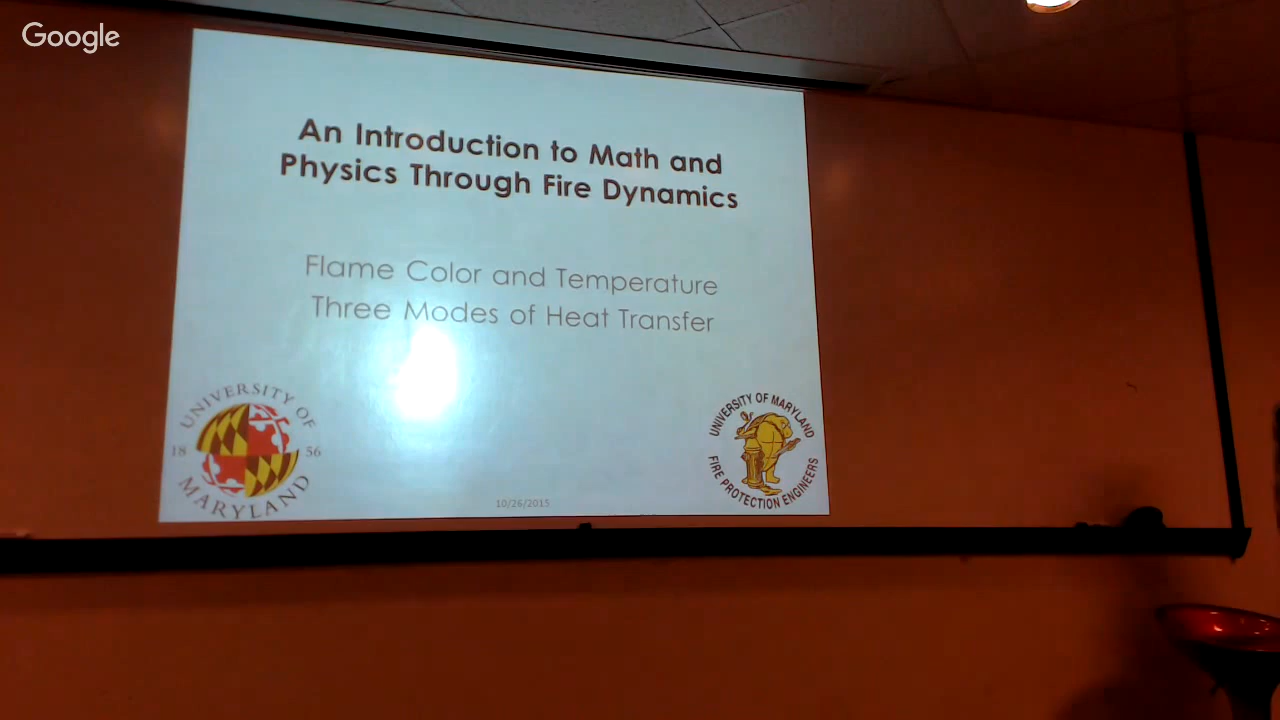 Google
An Introduction to Math and
Physics Through Fire Dynamics
Flame Color and Temperature
Three Modes of Heat Transfer
UNIVERSITY OF
18 56
MARYLAND
10/26/2015
UNIVERSITY OF MARYLAND
FIRE PROTECTION ENGINEERS